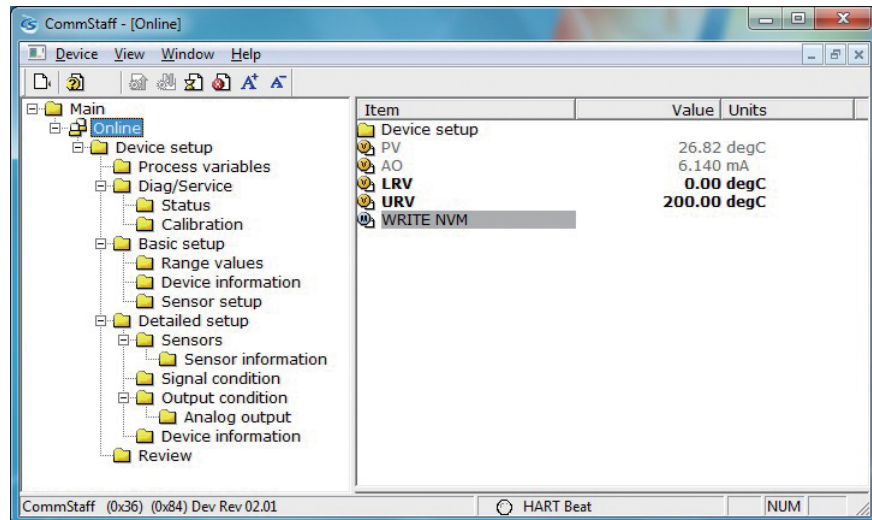 CommStaff - [Online]
Device View Window Help
Main
Online
Device setup
Process variables
Diag/Service
Status
Calibration
Basic setup
Range values
Device information
Sensor setup
Detailed setup
Sensors
Sensor information
Signal condition
Output condition
Analog output
Device information
Review
Item Value Units
Device setup
PV 26.82 degC
AO 6.140 mA
LRV 0.00 degC
URV 200.00 degC
WRITE NVM
CommStaff (0x36) (0x84) Dev Rev 02.01 HART Beat NUM